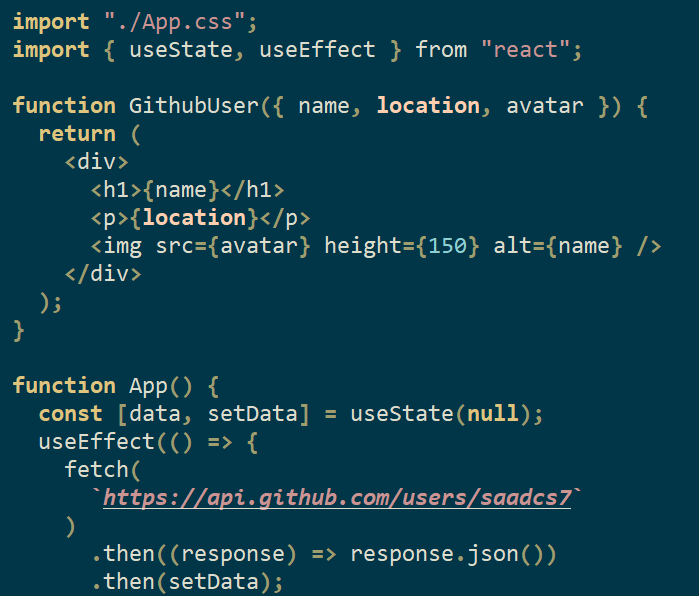 import "./App.css";
import { useState, useEffect } from "react";

function GithubUser({ name, location, avatar }) {
  return (
    <div>
      <h1>{name}</h1>
      <p>{location}</p>
      <img src={avatar} height={150} alt={name} />
    </div>
  );
}

function App() {
  const [data, setData] = useState(null);
  useEffect(() => {
    fetch(
      `https://api.github.com/users/saadcs7`
    )
      .then((response) => response.json())
      .then(setData);